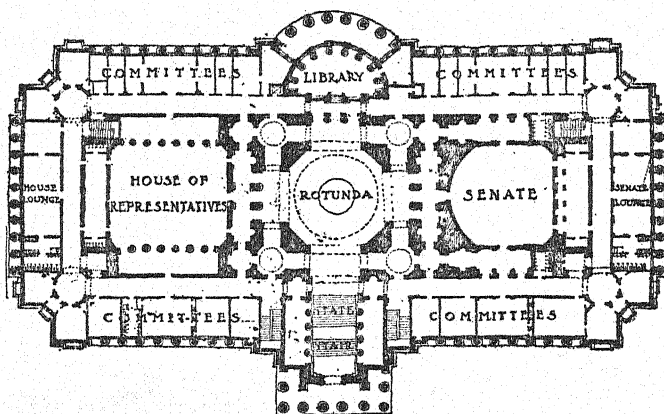 COMMITTEES
LIBRARY
COMMITTEES
HOUSE LOUNGE
HOUSE OF
REPRESENTATIVES
ROTUNDA
SENATE
SENATE LOUNGE
COMMITTEES
STATE
STAIR
COMMITTEES